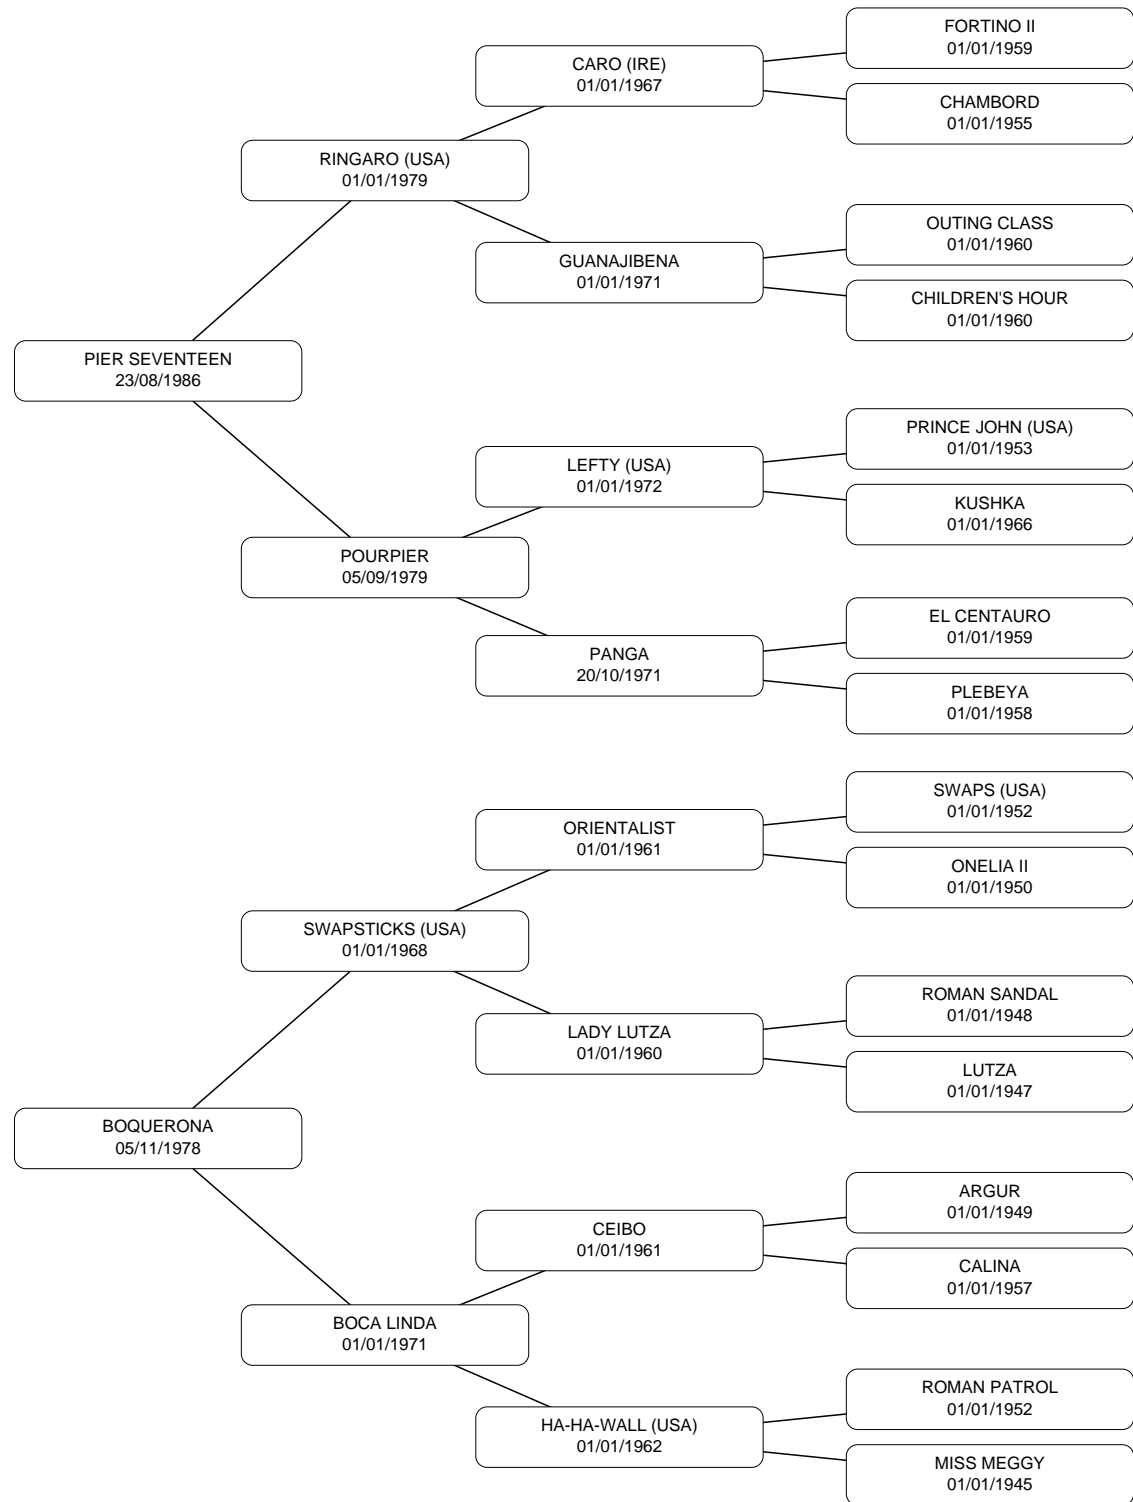 FORTINO II
01/01/1959
CARO (IRE)
01/01/1967
CHAMBORD
01/01/1955
RINGARO (USA)
01/01/1979
OUTING CLASS
01/01/1960
GUANAJIBENA
01/01/1971
CHILDREN'S HOUR
01/01/1960
PIER SEVENTEEN
23/08/1986
PRINCE JOHN (USA)
01/01/1953
LEFTY (USA)
01/01/1972
KUSHKA
01/01/1966
POURPIER
05/09/1979
EL CENTAURO
01/01/1959
PANGA
20/10/1971
PLEBEYA
01/01/1958
SWAPS (USA)
01/01/1952
ORIENTALIST
01/01/1961
ONELIA II
01/01/1950
SWAPSTICKS (USA)
01/01/1968
ROMAN SANDAL
01/01/1948
LADY LUTZA
01/01/1960
LUTZA
01/01/1947
BOQUERONA
05/11/1978
ARGUR
01/01/1949
CEIBO
01/01/1961
CALINA
01/01/1957
BOCA LINDA
01/01/1971
ROMAN PATROL
01/01/1952
HA-HA-WALL (USA)
01/01/1962
MISS MEGGY
01/01/1945